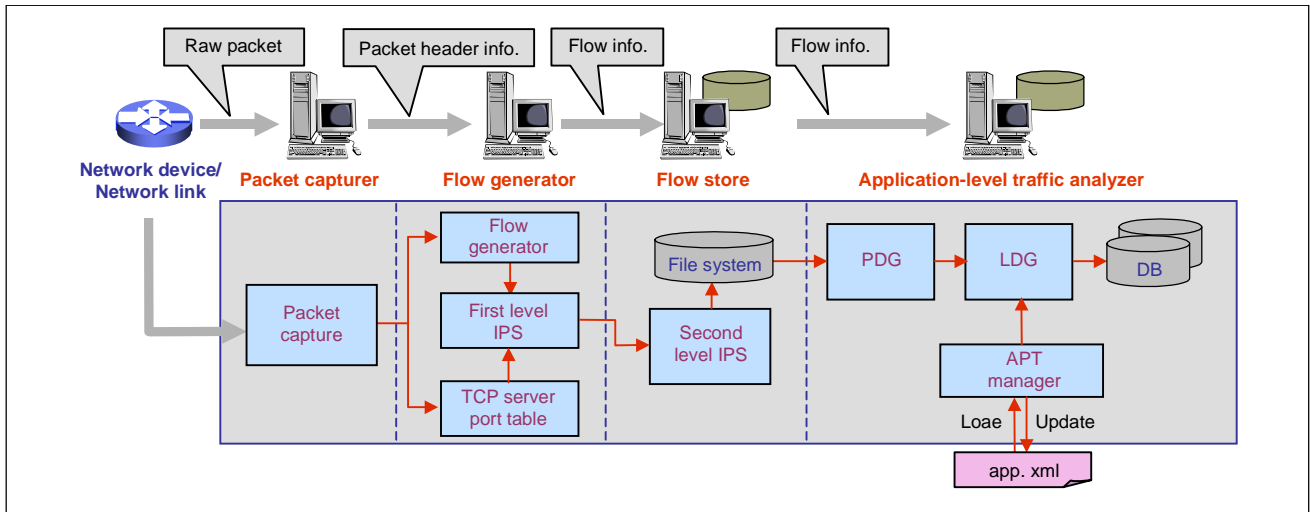 Raw packet
Packet header info.
Flow info.
Flow info.
Network device/
Network link
Packet capturer
Flow generator
Flow store
Application-level traffic analyzer
Packet
capture
Flow
generator
First level
IPS
TCP server
port table
File system
Second
level IPS
PDG
LDG
DB
APT
manager
Loae
Update
app. xml